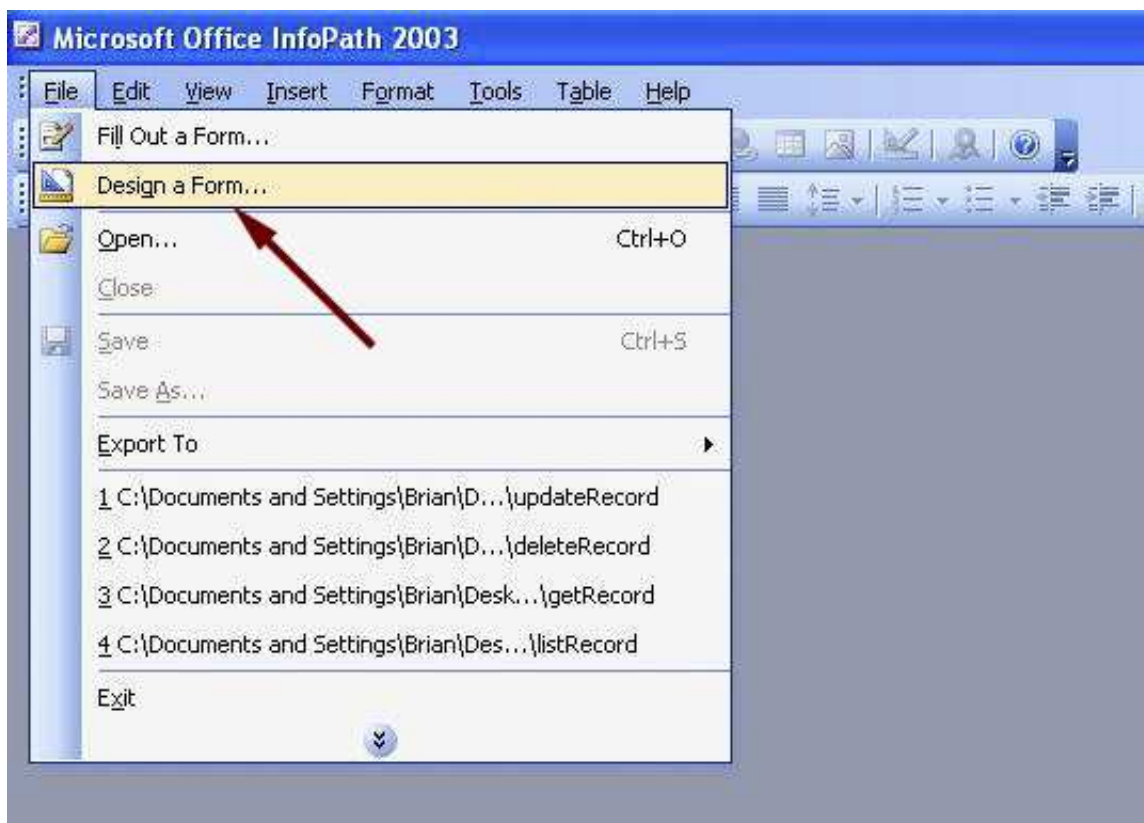 Microsoft Office InfoPath 2003
File Edit View Insert Format Tools Table Help
Fill Out a Form...
Design a Form...
Open... Ctrl+O
Close
Save Ctrl+S
Save As...
Export To
1 C:\Documents and Settings\Brian\D...\updateRecord
2 C:\Documents and Settings\Brian\D...\deleteRecord
3 C:\Documents and Settings\Brian\Desk...\getRecord
4 C:\Documents and Settings\Brian\Des...\listRecord
Exit